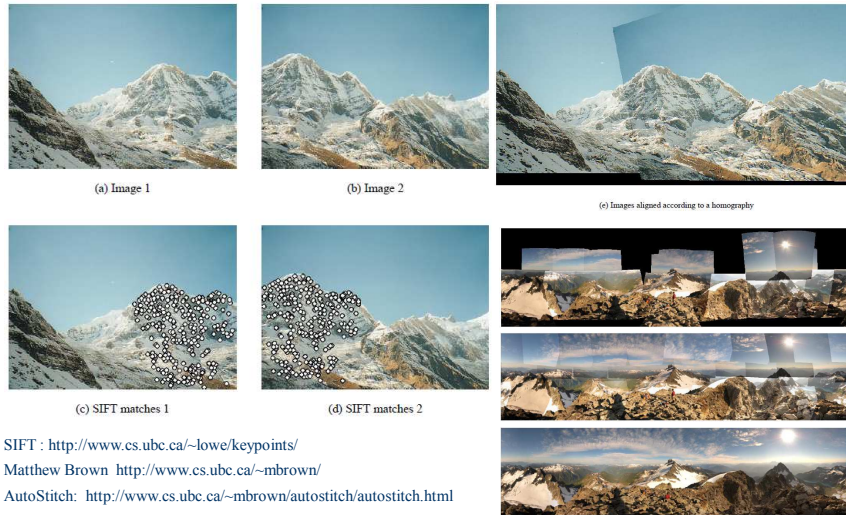 (a) Image 1
(b) Image 2
(e) Images aligned according to a homography
(c) SIFT matches 1
(d) SIFT matches 2
SIFT : http://www.cs.ubc.ca/~lowe/keypoints/
Matthew Brown http://www.cs.ubc.ca/~mbrown/
AutoStitch: http://www.cs.ubc.ca/~mbrown/autostitch/autostitch.html